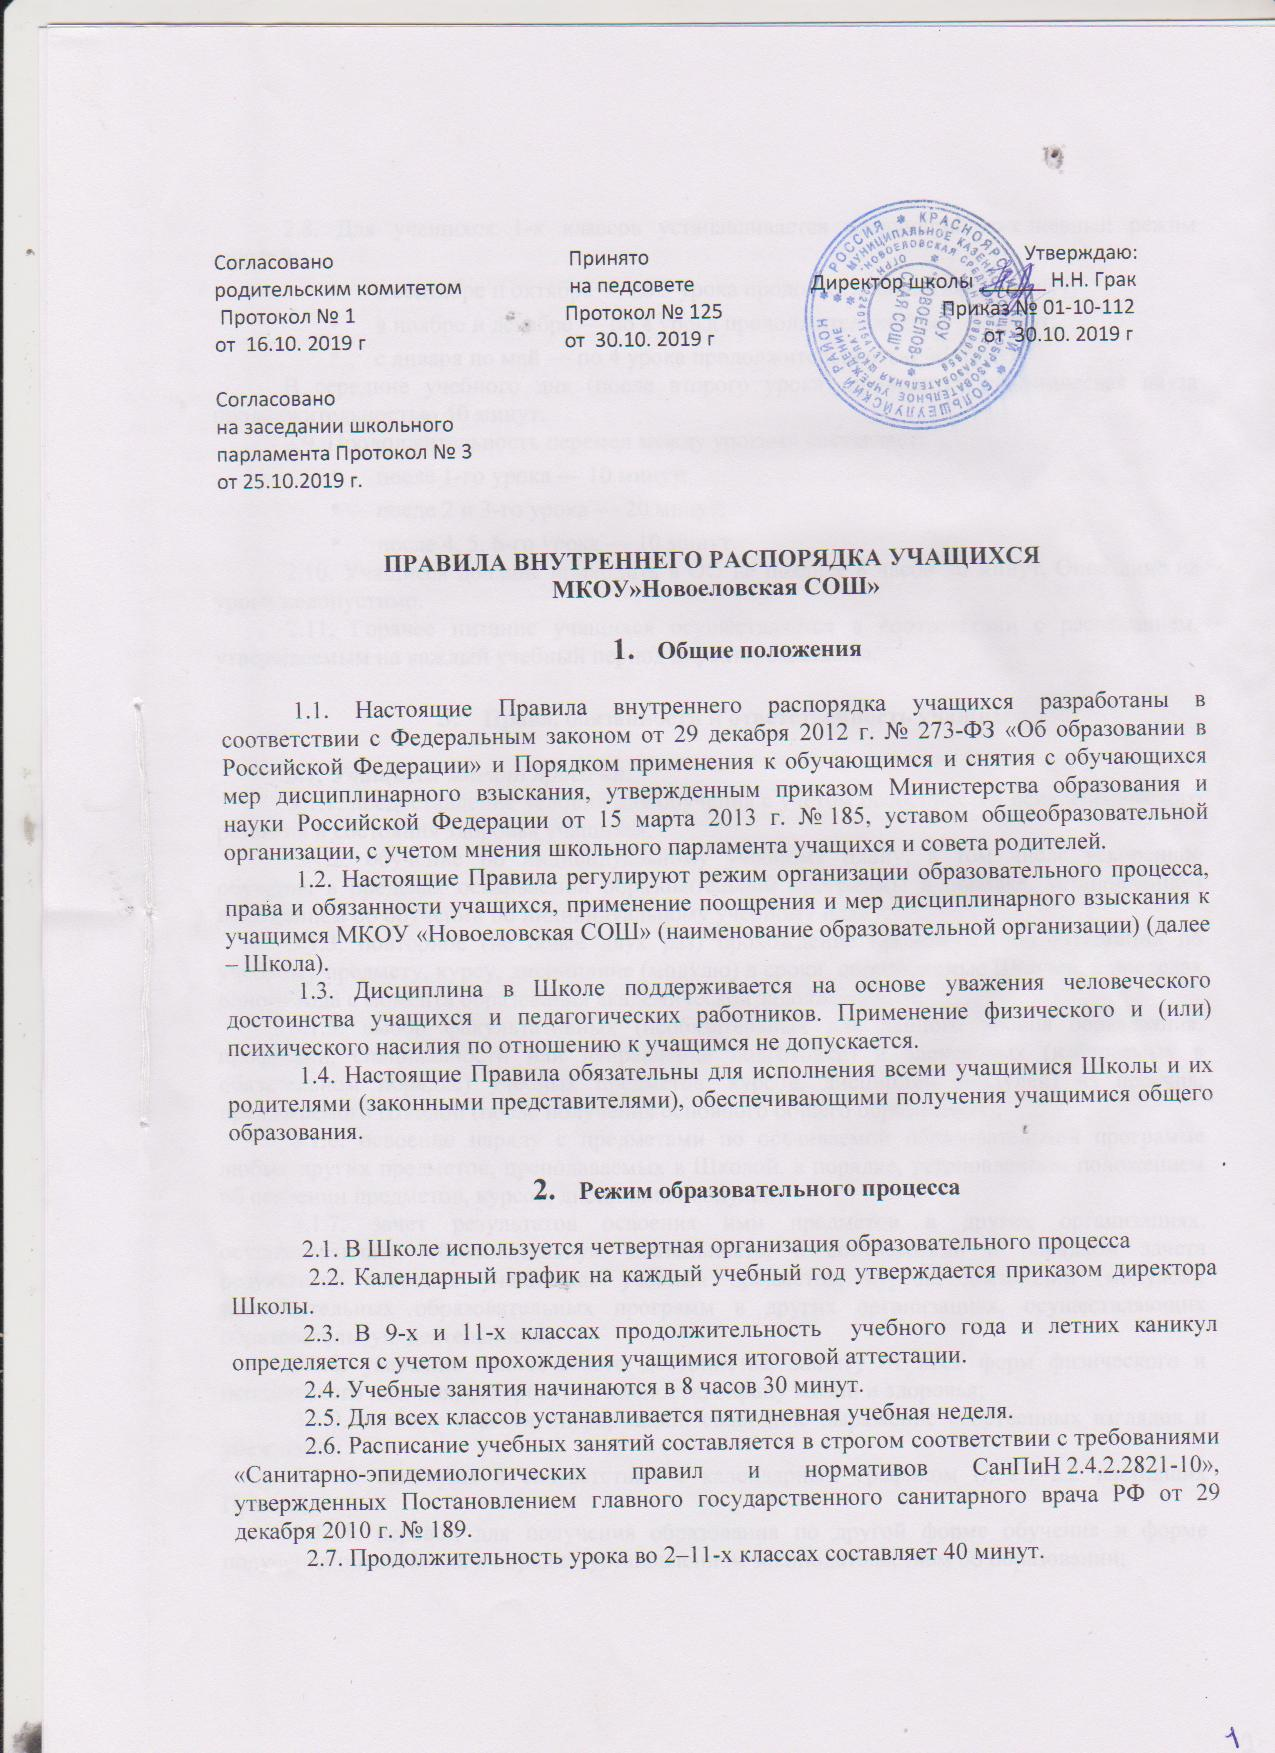 Согласовано
родительским комитетом
Протокол № 1
от 16.10. 2019 г
Принято
на педсовете
Протокол № 125
от 30.10. 2019 г
Утверждаю:
Директор школы ______ Н.Н. Грак
Приказ № 01-10-112
от 30.10. 2019 г
Согласовано
на заседании школьного
парламента Протокол № 3
от 25.10.2019 г.
ПРАВИЛА ВНУТРЕННЕГО РАСПОРЯДКА УЧАЩИХСЯ
МКОУ»Новоеловская СОШ»
1. Общие положения
1.1. Настоящие Правила внутреннего распорядка учащихся разработаны в
соответствии с Федеральным законом от 29 декабря 2012 г. № 273-ФЗ «Об образовании в
Российской Федерации» и Порядком применения к обучающимся и снятия с обучающихся
мер дисциплинарного взыскания, утвержденным приказом Министерства образования и
науки Российской Федерации от 15 марта 2013 г. № 185, уставом общеобразовательной
организации, с учетом мнения школьного парламента учащихся и совета родителей.
1.2. Настоящие Правила регулируют режим организации образовательного процесса,
права и обязанности учащихся, применение поощрения и мер дисциплинарного взыскания к
учащимся МКОУ «Новоеловская СОШ» (наименование образовательной организации) (далее
– Школа).
1.3. Дисциплина в Школе поддерживается на основе уважения человеческого
достоинства учащихся и педагогических работников. Применение физического и (или)
психического насилия по отношению к учащимся не допускается.
1.4. Настоящие Правила обязательны для исполнения всеми учащимися Школы и их
родителями (законными представителями), обеспечивающими получения учащимися общего
образования.
2. Режим образовательного процесса
2.1. В Школе используется четвертная организация образовательного процесса
2.2. Календарный график на каждый учебный год утверждается приказом директора
Школы.
2.3. В 9-х и 11-х классах продолжительность учебного года и летних каникул
определяется с учетом прохождения учащимися итоговой аттестации.
2.4. Учебные занятия начинаются в 8 часов 30 минут.
2.5. Для всех классов устанавливается пятидневная учебная неделя.
2.6. Расписание учебных занятий составляется в строгом соответствии с требованиями
«Санитарно-эпидемиологических правил и нормативов СанПиН 2.4.2.2821-10»,
утвержденных Постановлением главного государственного санитарного врача РФ от 29
декабря 2010 г. № 189.
2.7. Продолжительность урока во 2–11-х классах составляет 40 минут.
1